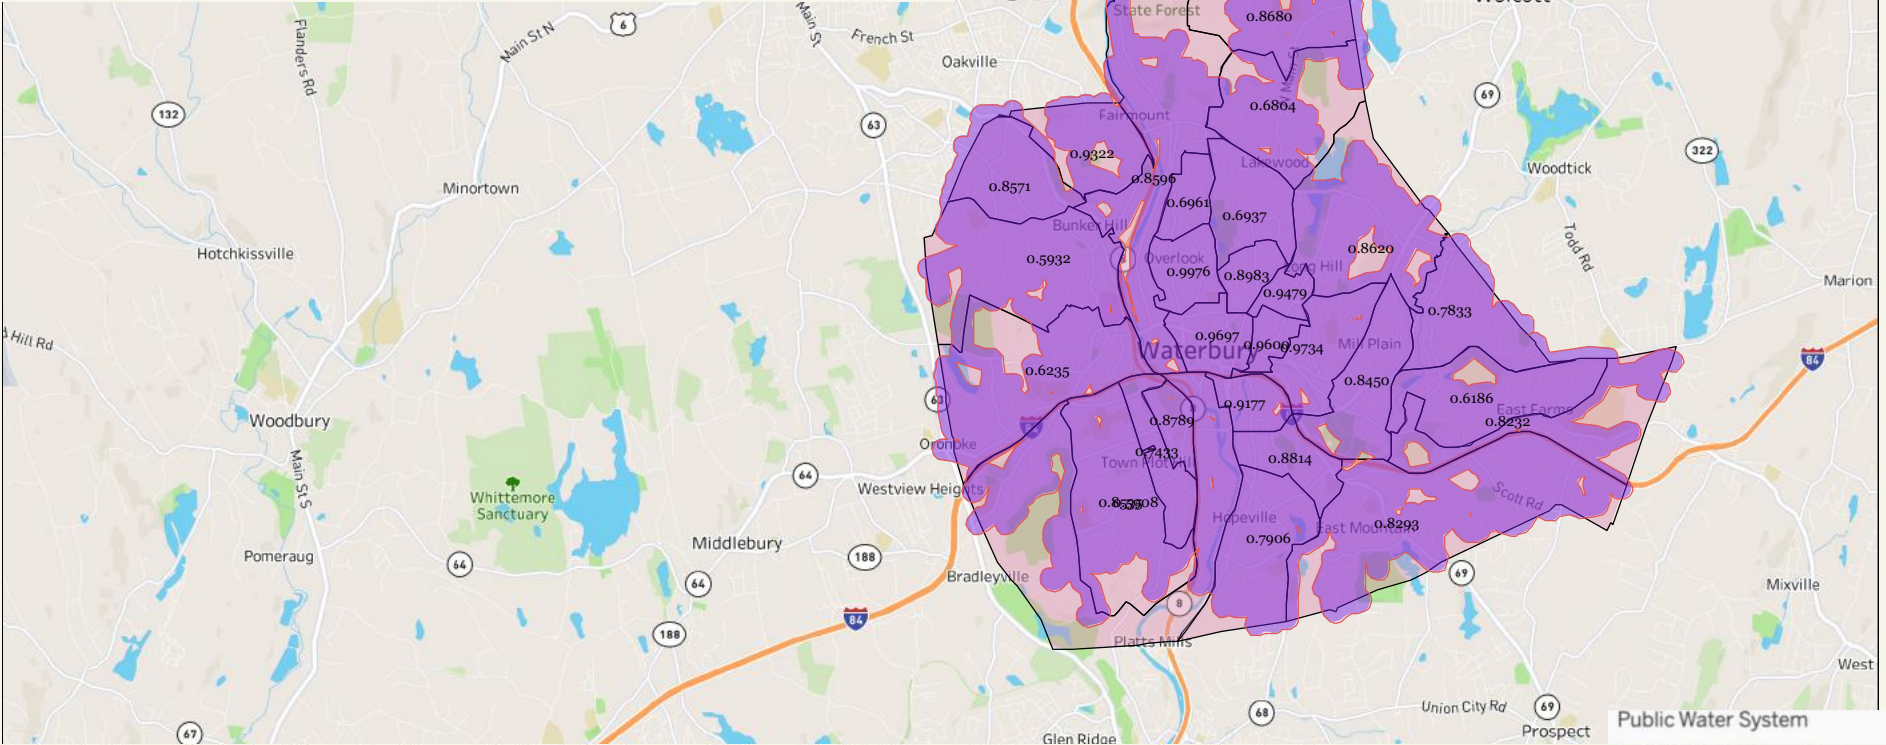 Wolcott
State Forest
0.8680
6
Main St N
Main St
Flanders Rd
French St
Oakville
N Main St
69
132
63
0.6804
Fairmount
322
0.9322
Lakewood
Woodtick
0.8571
0.8596
Minortown
0.6961
0.6937
Bunker Hill
Todd Rd
Hotchkissville
0.5932
Overlook
0.8620
0.9976
0.8983
Long Hill
Marion
0.9479
0.7833
Hill Rd
0.9697
0.9734
Mill Plain
Waterbury
84
0.6235
0.8450
63
0.6186
0.9177
East Farms
Woodbury
0.8789
0.8232
Oronoke
0.7433
Town Plot Hill
0.8814
Main St S
64
Westview Heights
Whittemore
Sanctuary
Scott Rd
Hopeville
East Mountain
0.8293
0.7906
Middlebury
Pomeraug
188
64
64
Bradleyville
69
Mixville
8
84
188
Platts Mills
West
67
68
Union City Rd
69
Prospect
Glen Ridge
Public Water System